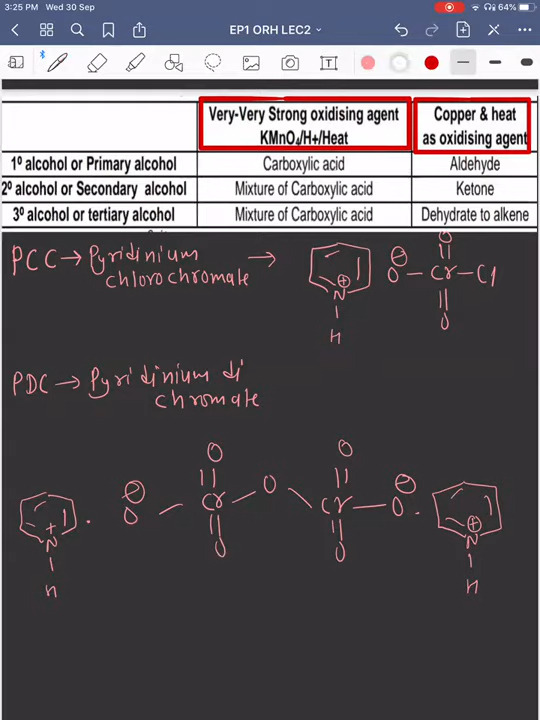 3:25 PM Wed 30 Sep 64%
EP1 ORH LEC2
T
Very-Very Strong oxidising agent KMnO₄/H+/Heat
Copper & heat as oxidising agent
1º alcohol or Primary alcohol Carboxylic acid Aldehyde
2º alcohol or Secondary alcohol Mixture of Carboxylic acid Ketone
3º alcohol or tertiary alcohol Mixture of Carboxylic acid Dehydrate to alkene
PCC → Pyridinium →
chlorochromate
O
⊖
O - Cr - Cl
⊕
N
O
H
PDC → Pyridinium di
chromate
O O
⊖ O ⊖
O Cr Cr O
+ ⊕
N O O N
H H